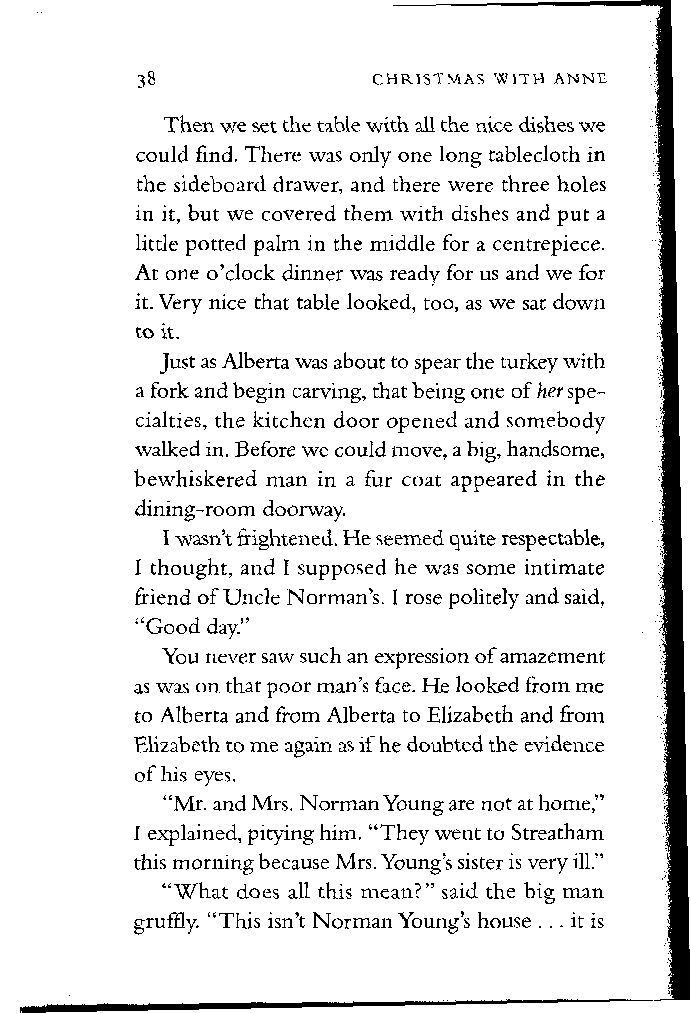 38 CHRISTMAS WITH ANNE
Then we set the table with all the nice dishes we
could find. There was only one long tablecloth in
the sideboard drawer, and there were three holes
in it, but we covered them with dishes and put a
little potted palm in the middle for a centrepiece.
At one o’clock dinner was ready for us and we for
it. Very nice that table looked, too, as we sat down
to it.
Just as Alberta was about to spear the turkey with
a fork and begin carving, that being one of her spe-
cialties, the kitchen door opened and somebody
walked in. Before we could move, a big, handsome,
bewhiskered man in a fur coat appeared in the
dining-room doorway.
I wasn’t frightened. He seemed quite respectable,
I thought, and I supposed he was some intimate
friend of Uncle Norman’s. I rose politely and said,
“Good day.”
You never saw such an expression of amazement
as was on that poor man’s face. He looked from me
to Alberta and from Alberta to Elizabeth and from
Elizabeth to me again as if he doubted the evidence
of his eyes.
“Mr. and Mrs. Norman Young are not at home,”
I explained, pitying him. “They went to Streatham
this morning because Mrs. Young’s sister is very ill.”
“What does all this mean?” said the big man
gruffly. “This isn’t Norman Young’s house . . . it is